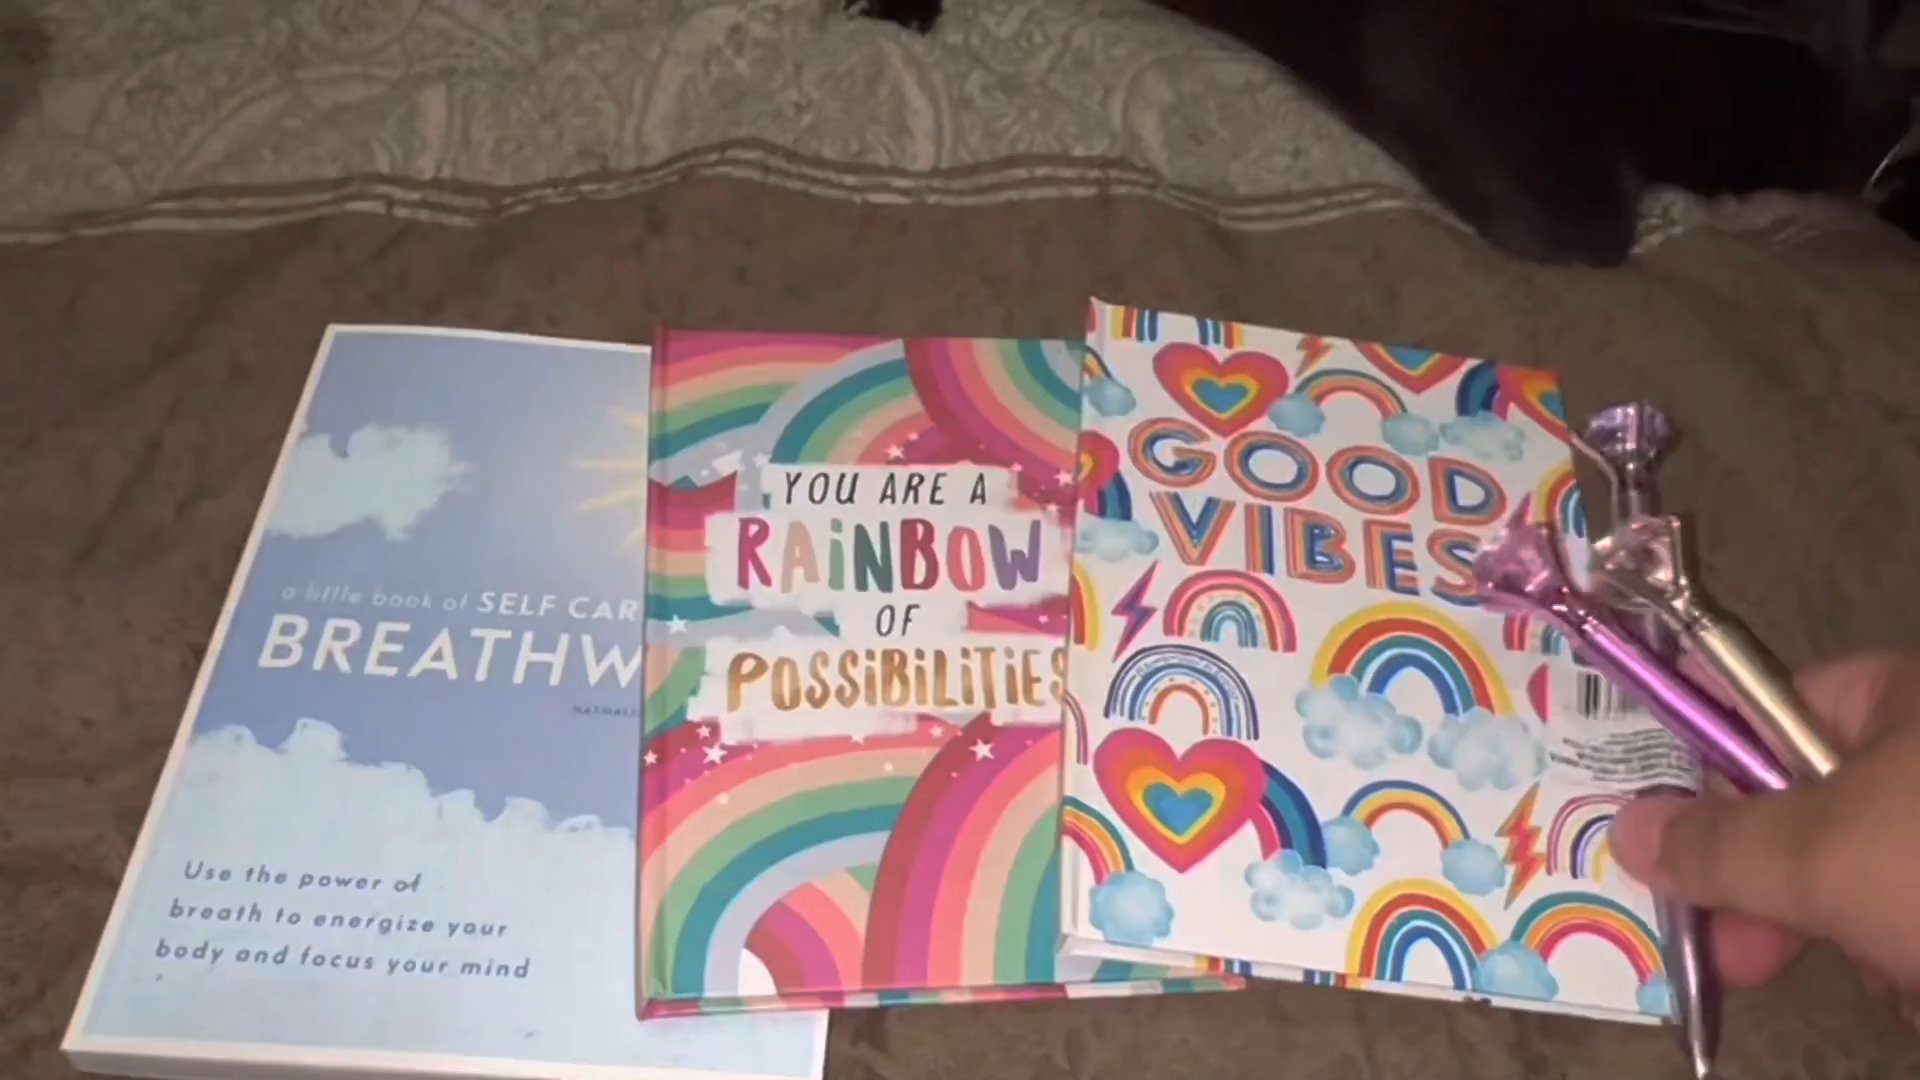 a little book of SELF CAR
BREATHW
Use the power of
breath to energize your
body and focus your mind
YOU ARE A
RAiNBOW
OF
POSSiBiLiTiES
GOOD
VIBES